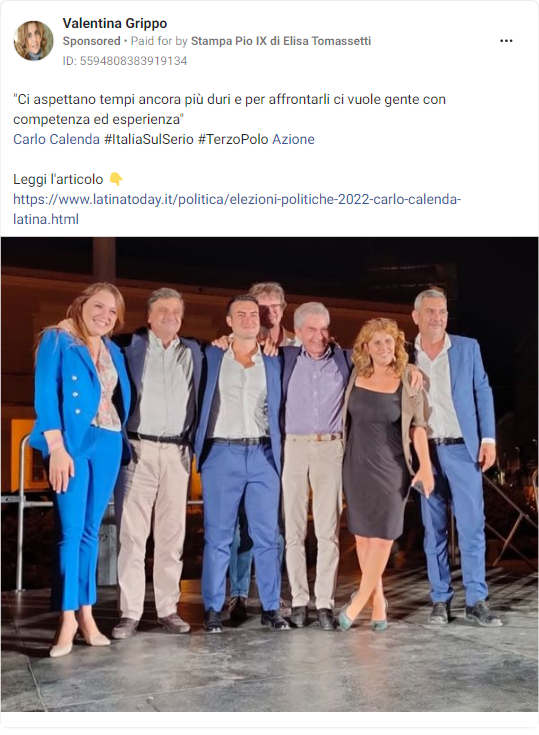 Valentina Grippo
Sponsored • Paid for by Stampa Pio IX di Elisa Tomassetti
ID: 5594808383919134
"Ci aspettano tempi ancora più duri e per affrontarli ci vuole gente con
competenza ed esperienza"
Carlo Calenda #ItaliaSulSerio #TerzoPolo Azione
Leggi l'articolo 👇
https://www.latinatoday.it/politica/elezioni-politiche-2022-carlo-calenda-
latina.html